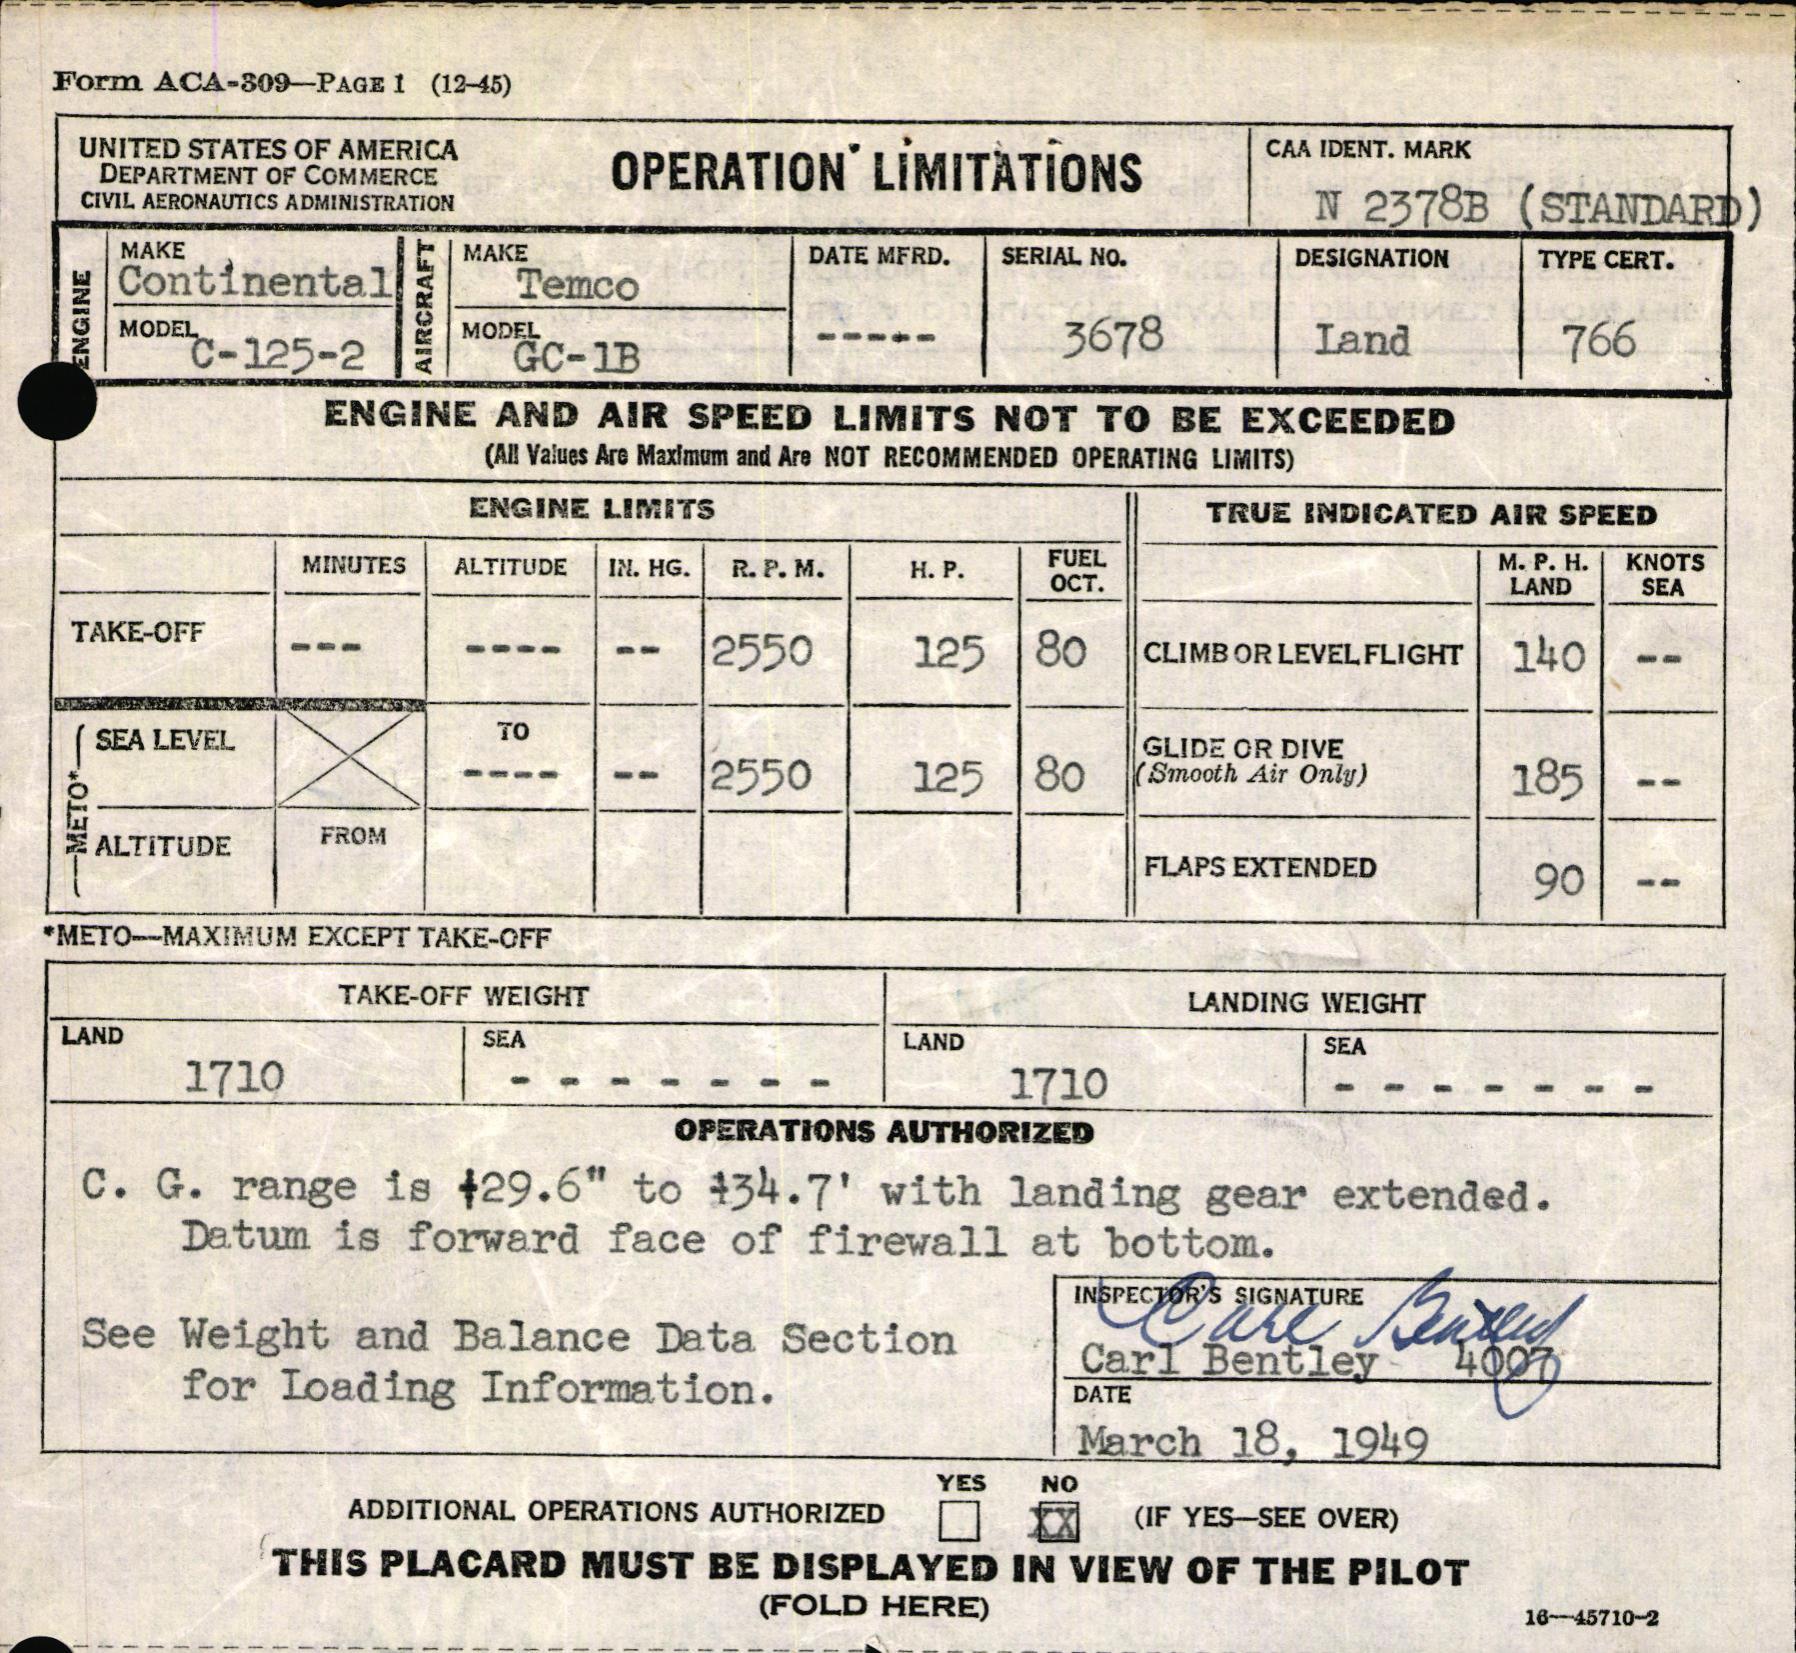 Form ACA-309—PAGE 1 (12-45)
UNITED STATES OF AMERICA
DEPARTMENT OF COMMERCE
CIVIL AERONAUTICS ADMINISTRATION
OPERATION LIMITATIONS
CAA IDENT. MARK
N 2378B (STANDARD)
ENGINE
MAKE
Continental
MODEL
C-125-2
AIRCRAFT
MAKE
Temco
MODEL
GC-1B
DATE MFRD.
-----
SERIAL NO.
3678
DESIGNATION
Land
TYPE CERT.
766
ENGINE AND AIR SPEED LIMITS NOT TO BE EXCEEDED
(All Values Are Maximum and Are NOT RECOMMENDED OPERATING LIMITS)
ENGINE LIMITS
TRUE INDICATED AIR SPEED
MINUTES ALTITUDE IN. HG. R. P. M. H. P. FUEL OCT.
M. P. H. LAND KNOTS SEA
TAKE-OFF --- ---- -- 2550 125 80
CLIMB OR LEVEL FLIGHT 140 --
METO*
SEA LEVEL TO ---- -- 2550 125 80
GLIDE OR DIVE
(Smooth Air Only) 185 --
ALTITUDE FROM
FLAPS EXTENDED 90 --
*METO—MAXIMUM EXCEPT TAKE-OFF
TAKE-OFF WEIGHT
LANDING WEIGHT
LAND
1710
SEA
- - - - - - -
LAND
1710
SEA
- - - - - - -
OPERATIONS AUTHORIZED
C. G. range is +29.6" to +34.7' with landing gear extended.
Datum is forward face of firewall at bottom.
See Weight and Balance Data Section
for Loading Information.
INSPECTOR'S SIGNATURE
Carl Bentley
Carl Bentley 4007
DATE
March 18, 1949
YES NO
ADDITIONAL OPERATIONS AUTHORIZED XX (IF YES—SEE OVER)
THIS PLACARD MUST BE DISPLAYED IN VIEW OF THE PILOT
(FOLD HERE)
16—45710-2